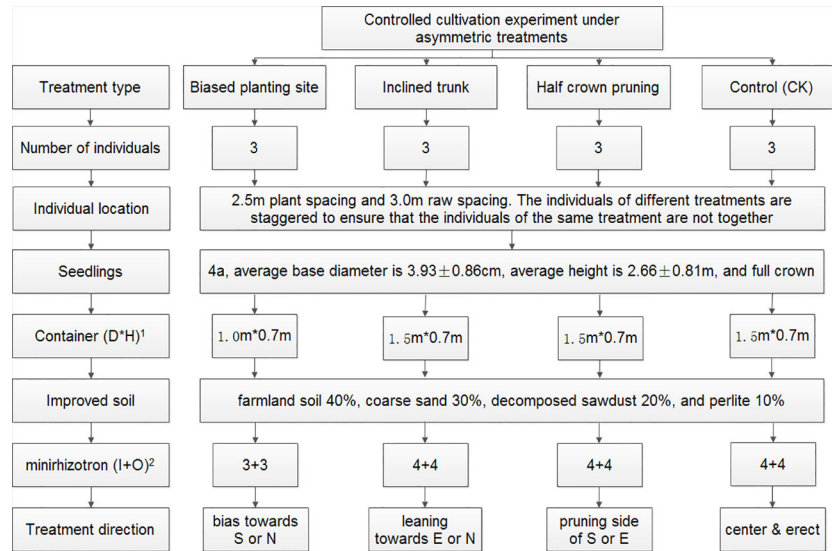 Controlled cultivation experiment under
asymmetric treatments
Treatment type
Biased planting site
Inclined trunk
Half crown pruning
Control (CK)
Number of individuals
3
3
3
3
Individual location
2.5m plant spacing and 3.0m raw spacing. The individuals of different treatments are
staggered to ensure that the individuals of the same treatment are not together
Seedlings
4a, average base diameter is 3.93±0.86cm, average height is 2.66±0.81m, and full crown
Container (D*H)¹
1.0m*0.7m
1.5m*0.7m
1.5m*0.7m
1.5m*0.7m
Improved soil
farmland soil 40%, coarse sand 30%, decomposed sawdust 20%, and perlite 10%
minirhizotron (I+O)²
3+3
4+4
4+4
4+4
Treatment direction
bias towards
S or N
leaning
towards E or N
pruning side
of S or E
center & erect